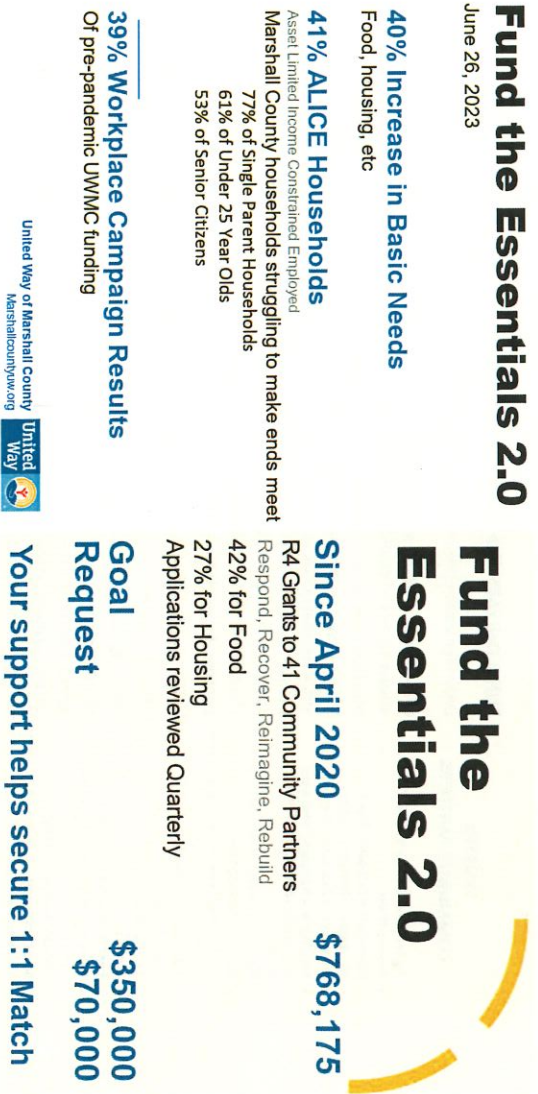 Fund the Essentials 2.0
June 26, 2023
40% Increase in Basic Needs
Food, housing, etc
41% ALICE Households
Asset Limited Income Constrained Employed
Marshall County households struggling to make ends meet
77% of Single Parent Households
61% of Under 25 Year Olds
53% of Senior Citizens
39% Workplace Campaign Results
Of pre-pandemic UWMC funding
United Way of Marshall County
Marshallcountyuw.org
United
Way
Fund the
Essentials 2.0
Since April 2020 $768,175
R4 Grants to 41 Community Partners
Respond, Recover, Reimagine, Rebuild
42% for Food
27% for Housing
Applications reviewed Quarterly
Goal $350,000
Request $70,000
Your support helps secure 1:1 Match